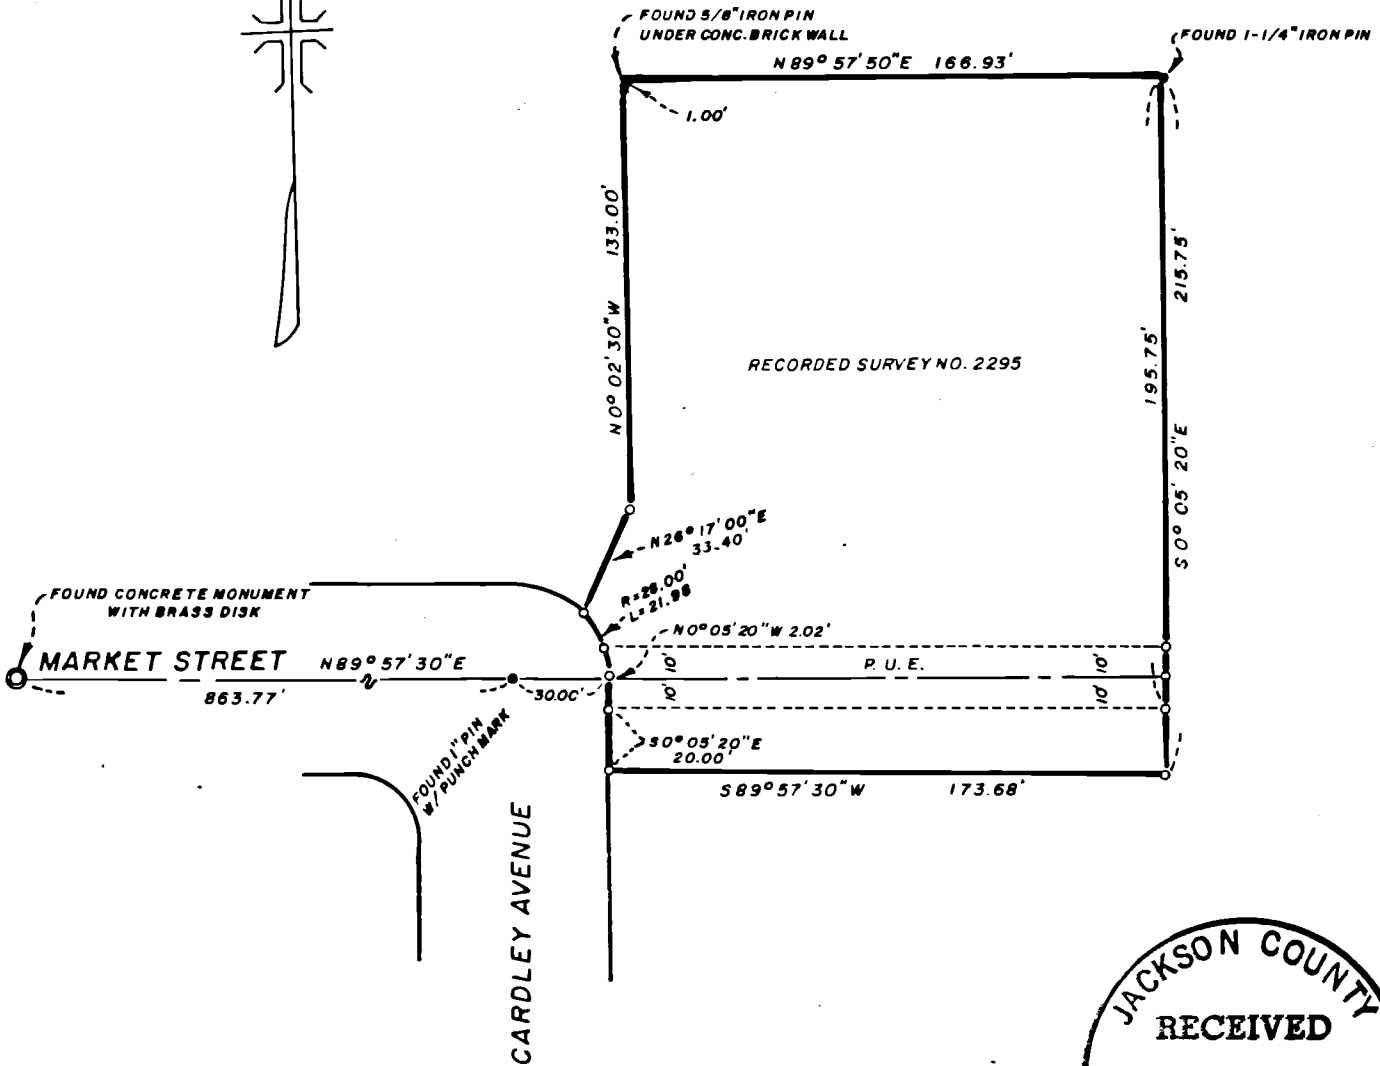 FOUND 5/8" IRON PIN
UNDER CONC. BRICK WALL
FOUND 1-1/4" IRON PIN
N 89° 57' 50" E 166.93'
1.00'
N 0° 02' 30" W 133.00'
215.75'
195.75'
S 0° 05' 20" E
RECORDED SURVEY NO. 2295
N 26° 17' 00" E
33.40'
L = 21.98
FOUND CONCRETE MONUMENT
WITH BRASS DISK
N 0° 05' 20" W 2.02'
MARKET STREET N 89° 57' 30" E
863.77'
30.00'
10' 10'
P. U. E.
10' 10'
FOUND 1" PIN
W/ PUNCH MARK
S 0° 05' 20" E
20.00'
S 89° 57' 30" W 173.68'
CARDLEY AVENUE
JACKSON COUNTY
RECEIVED